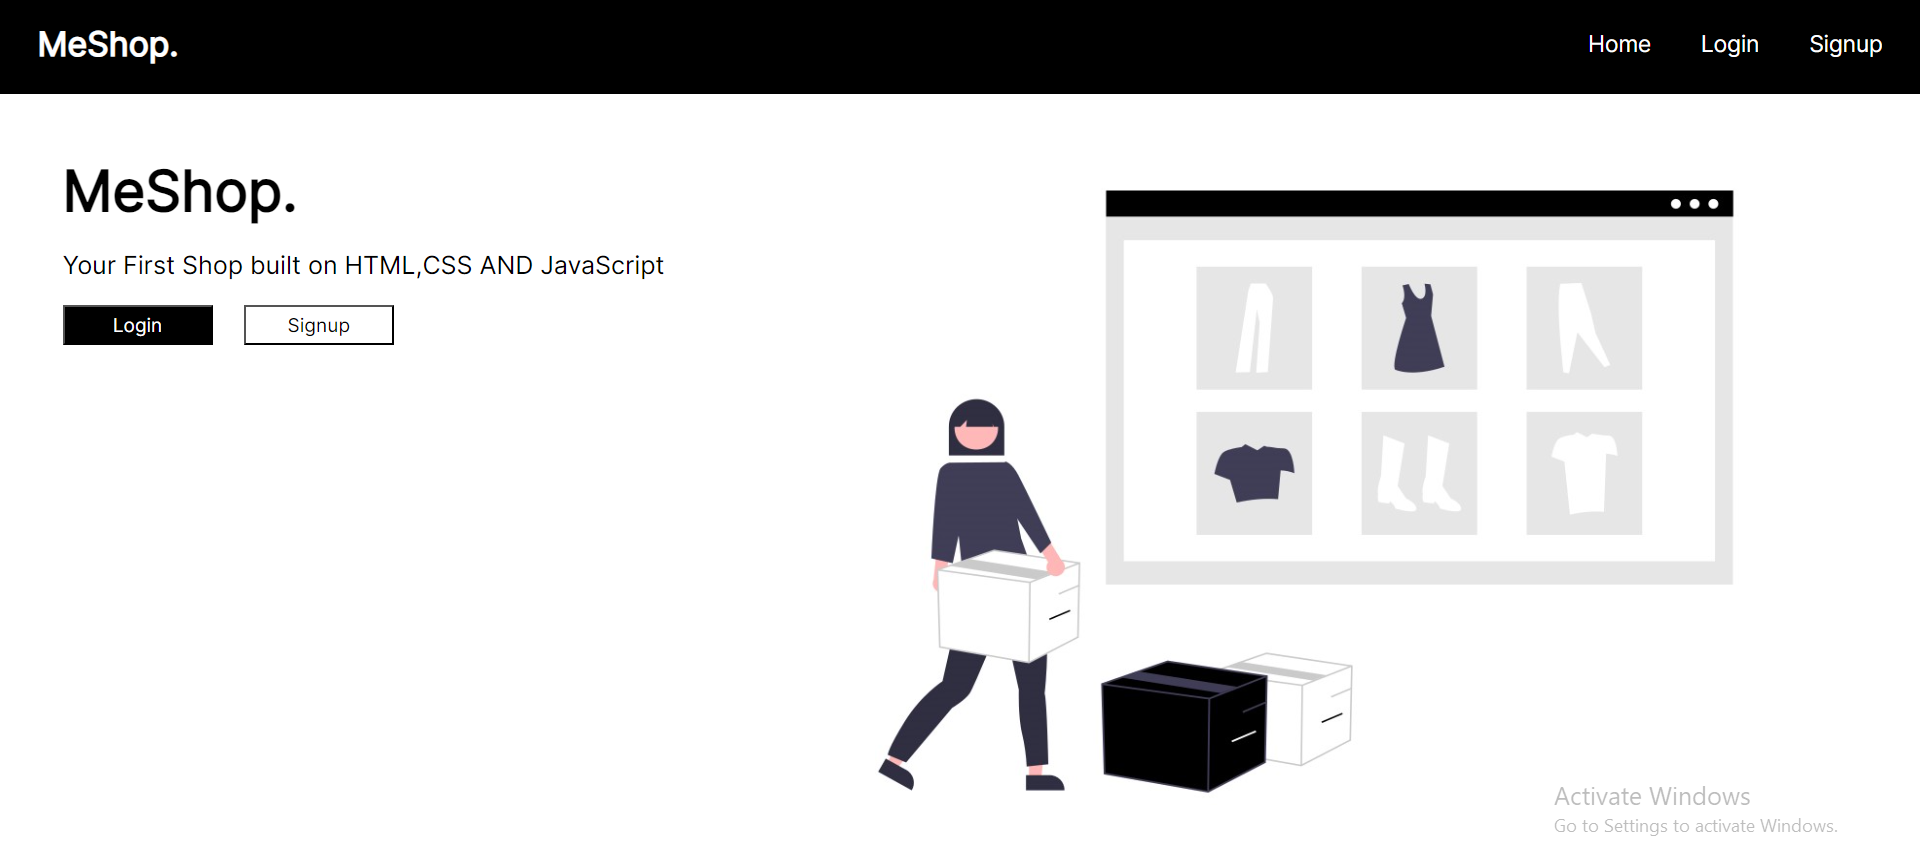 MeShop.
Home Login Signup
MeShop.
Your First Shop built on HTML,CSS AND JavaScript
Login Signup
Activate Windows
Go to Settings to activate Windows.